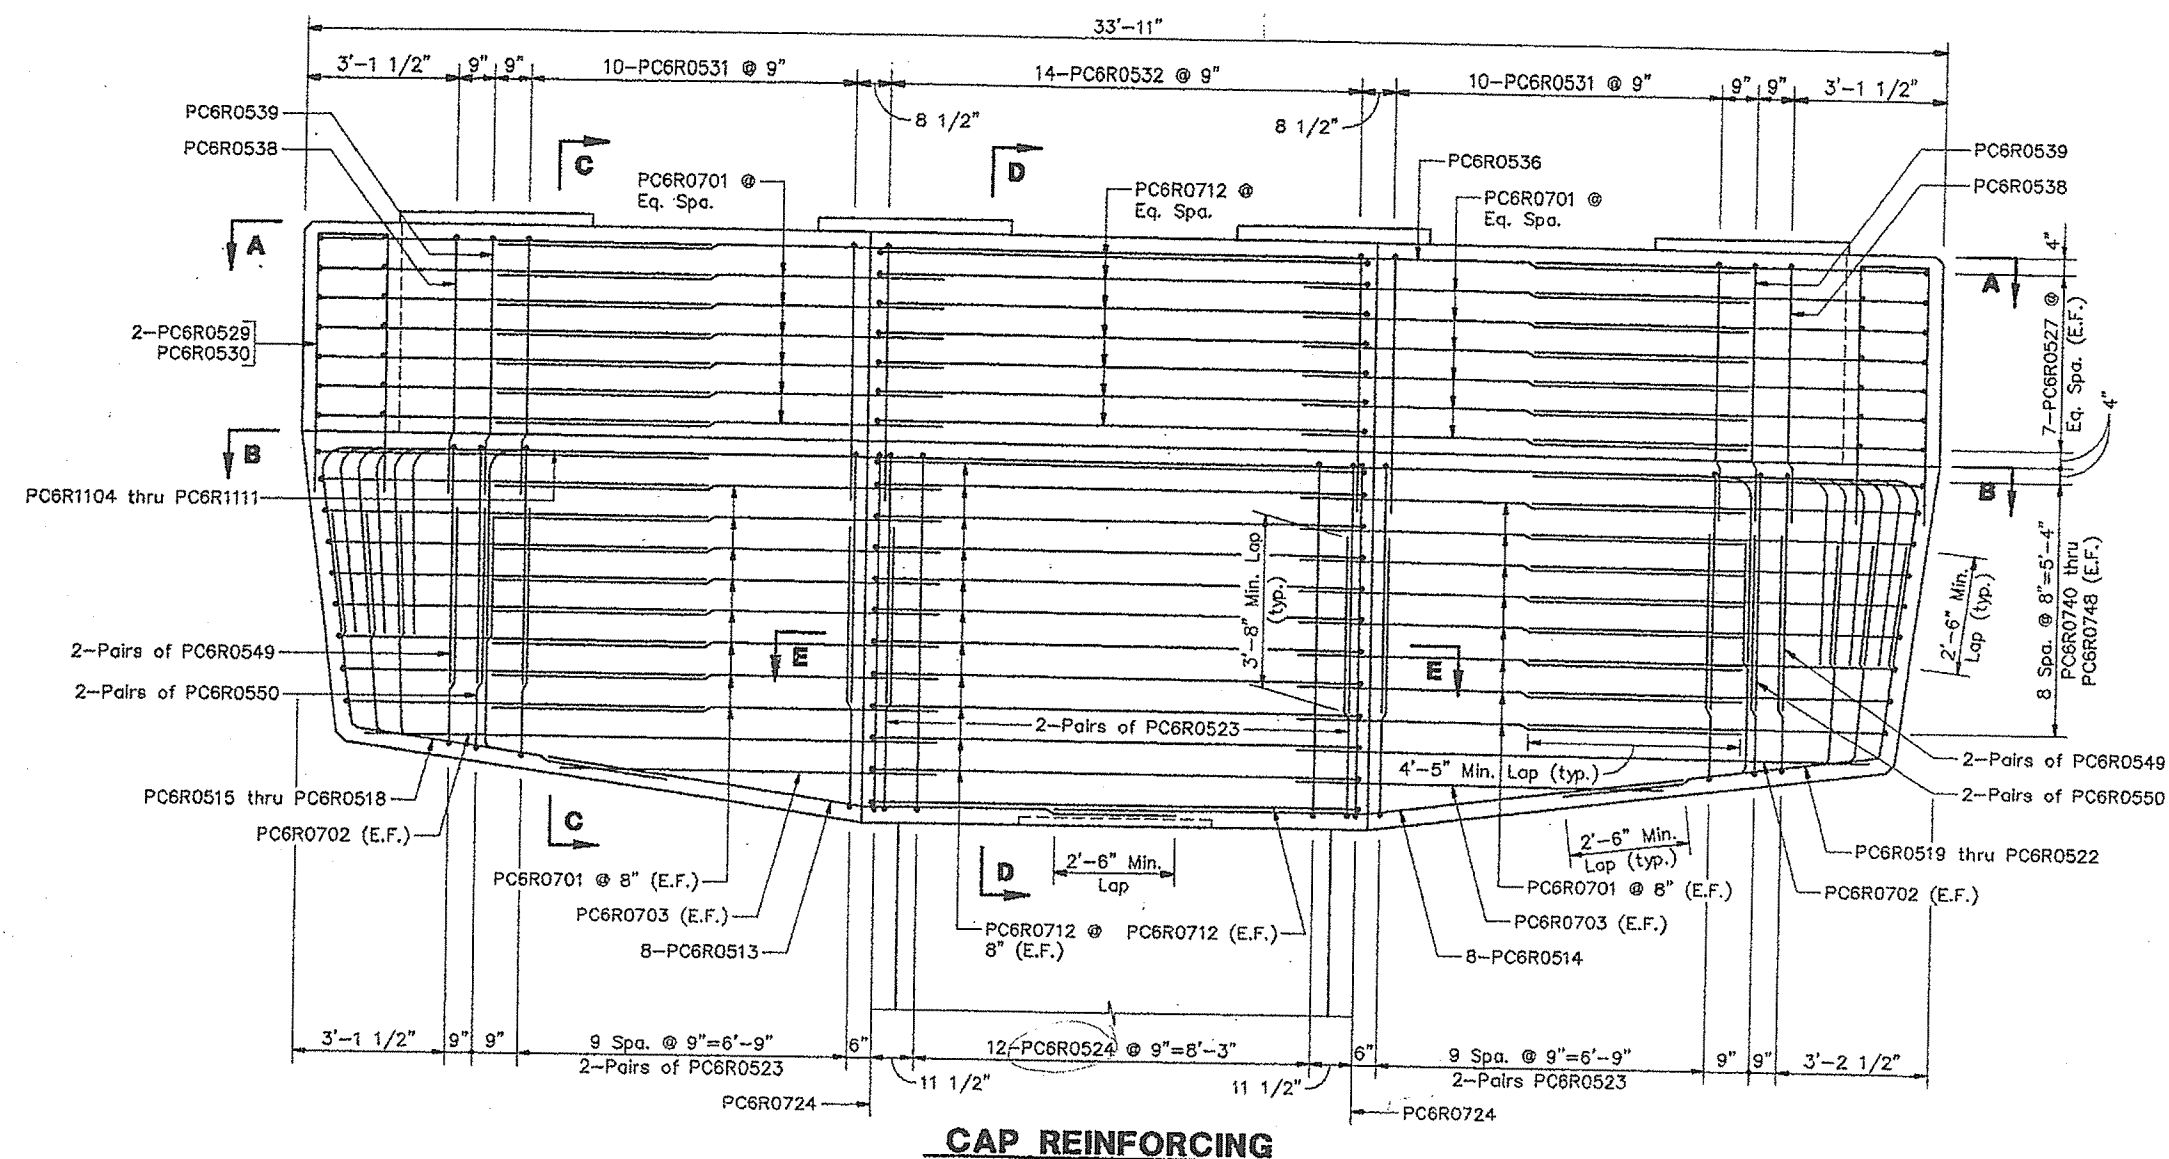 33'-11"
3'-1 1/2"
9"
9"
10-PC6R0531 @ 9"
14-PC6R0532 @ 9"
10-PC6R0531 @ 9"
9"
9"
3'-1 1/2"
8 1/2"
8 1/2"
PC6R0539
PC6R0538
C
D
PC6R0701 @
Eq. Spa.
PC6R0712 @
Eq. Spa.
PC6R0536
PC6R0701 @
Eq. Spa.
PC6R0539
PC6R0538
A
A
4"
7-PC6R0527 @
Eq. Spa. (E.F.)
4"
2-PC6R0529
PC6R0530
B
B
PC6R1104 thru PC6R1111
3'-8" Min. Lap
(typ.)
2'-6" Min.
Lap (typ.)
8 Spa. @ 8"=5'-4"
PC6R0740 thru
PC6R0748 (E.F.)
2-Pairs of PC6R0549
E
E
2-Pairs of PC6R0550
2-Pairs of PC6R0523
4'-5" Min. Lap (typ.)
2-Pairs of PC6R0549
2-Pairs of PC6R0550
PC6R0515 thru PC6R0518
PC6R0702 (E.F.)
C
D
2'-6" Min.
Lap
2'-6" Min.
Lap (typ.)
PC6R0519 thru PC6R0522
PC6R0701 @ 8" (E.F.)
PC6R0701 @ 8" (E.F.)
PC6R0702 (E.F.)
PC6R0703 (E.F.)
PC6R0703 (E.F.)
8-PC6R0513
PC6R0712 @
8" (E.F.)
PC6R0712 (E.F.)
8-PC6R0514
3'-1 1/2"
9"
9"
9 Spa. @ 9"=6'-9"
2-Pairs of PC6R0523
6"
12-PC6R0524 @ 9"=8'-3"
6"
9 Spa. @ 9"=6'-9"
2-Pairs PC6R0523
9"
9"
3'-2 1/2"
11 1/2"
11 1/2"
PC6R0724
PC6R0724
CAP REINFORCING